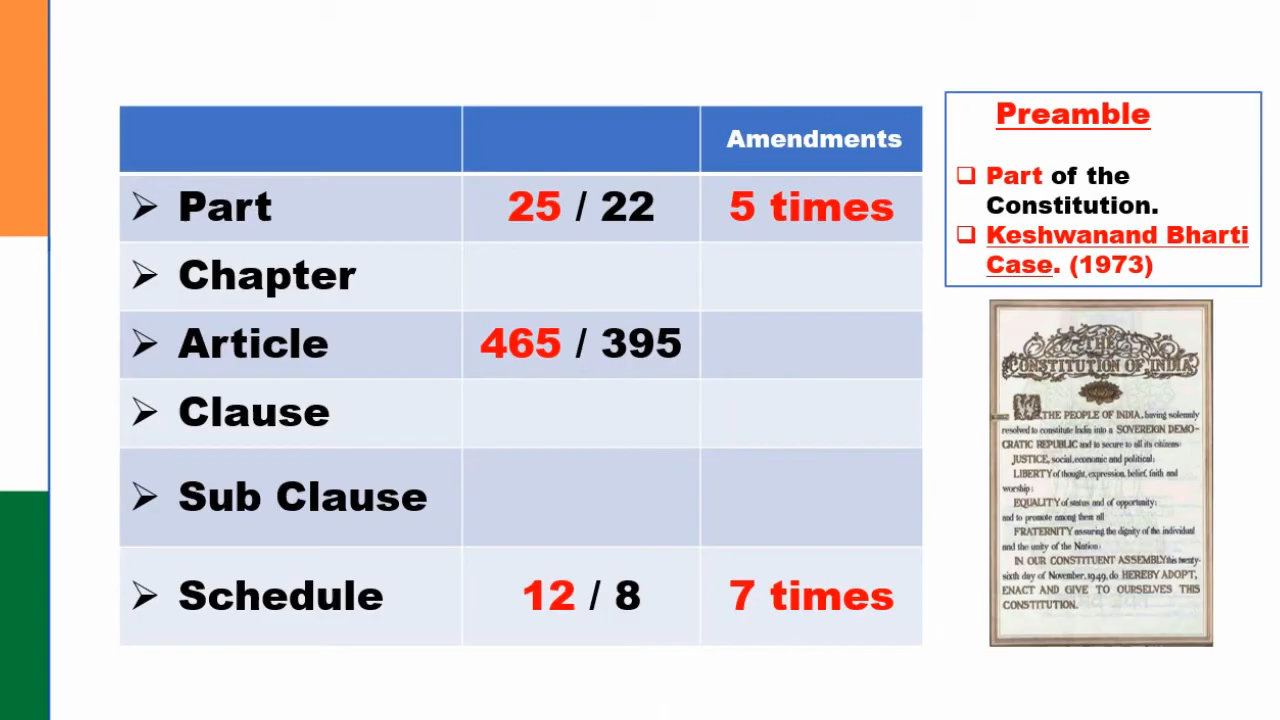 Amendments
Part 25 / 22 5 times
Chapter
Article 465 / 395
Clause
Sub Clause
Schedule 12 / 8 7 times
Preamble
Part of the
Constitution.
Keshwanand Bharti
Case. (1973)
THE
CONSTITUTION OF INDIA
WE, THE PEOPLE OF INDIA, having solemnly
resolved to constitute India into a SOVEREIGN DEMO-
CRATIC REPUBLIC and to secure to all its citizens:
JUSTICE, social, economic and political;
LIBERTY of thought, expression, belief, faith and
worship;
EQUALITY of status and of opportunity;
and to promote among them all
FRATERNITY assuring the dignity of the individual
and the unity of the Nation;
IN OUR CONSTITUENT ASSEMBLY this twenty-
sixth day of November, 1949, do HEREBY ADOPT,
ENACT AND GIVE TO OURSELVES THIS
CONSTITUTION.